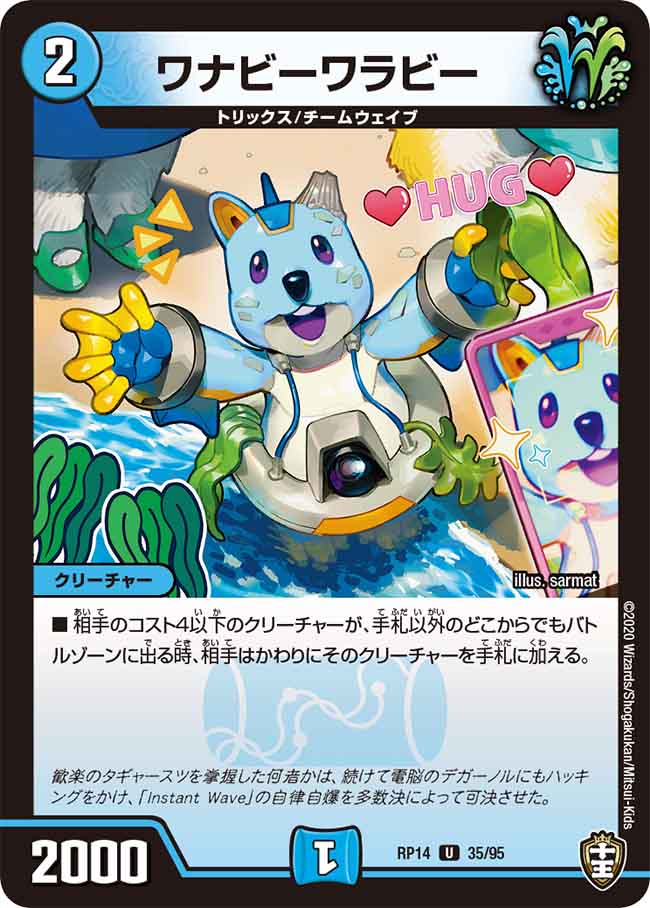 2
ワナビーワラビー
トリックス/チームウェイブ
HUG
クリーチャー
illus. sarmat
■相手のコスト4以下のクリーチャーが、手札以外のどこからでもバト
ルゾーンに出る時、相手はかわりにそのクリーチャーを手札に加える。
歓楽のタギャースツを掌握した何者かは、続けて電脳のデガーノルにもハッキ
ングをかけ、「Instant Wave」の自律自爆を多数決によって可決させた。
©2020 Wizards/Shogakukan/Mitsui-Kids
2000
1
RP14 U 35/95
十王